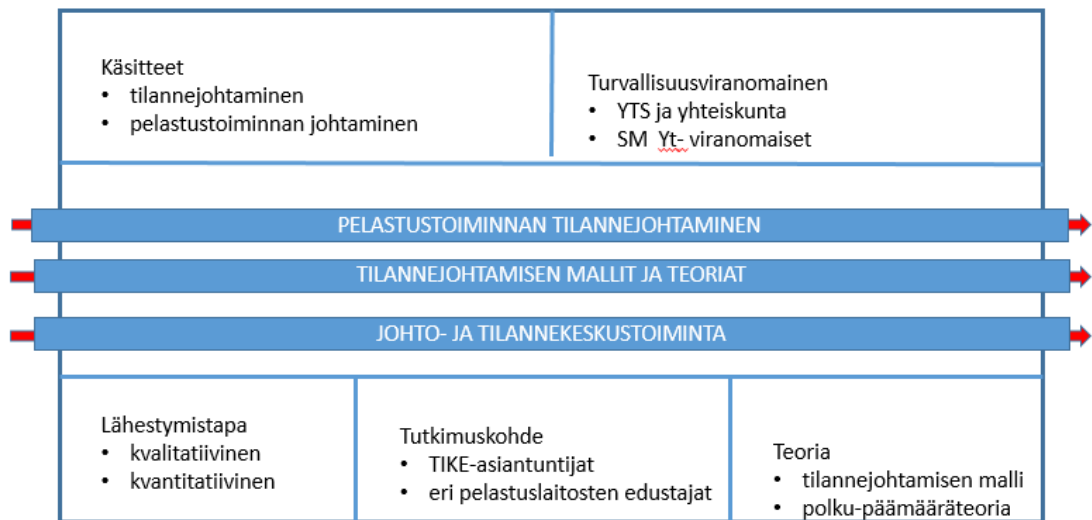 Käsitteet
• tilannejohtaminen
• pelastustoiminnan johtaminen
Turvallisuusviranomainen
• YTS ja yhteiskunta
• SM Yt- viranomaiset
PELASTUSTOIMINNAN TILANNEJOHTAMINEN
TILANNEJOHTAMISEN MALLIT JA TEORIAT
JOHTO- JA TILANNEKESKUSTOIMINTA
Lähestymistapa
• kvalitatiivinen
• kvantitatiivinen
Tutkimuskohde
• TIKE-asiantuntijat
• eri pelastuslaitosten edustajat
Teoria
• tilannejohtamisen malli
• polku-päämääräteoria